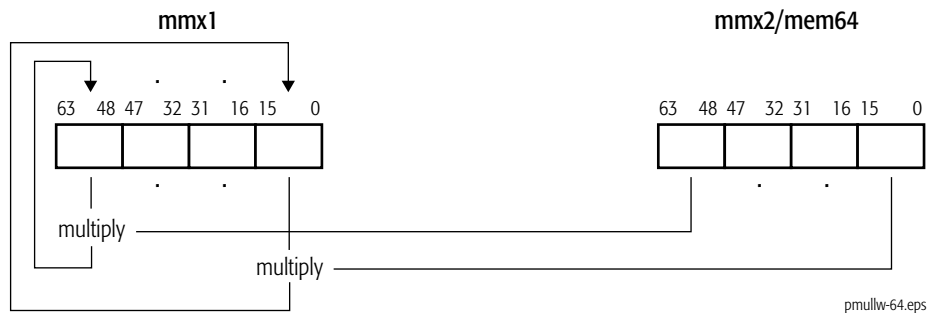 mmx1 mmx2/mem64
. .
63 48 47 32 31 16 15 0 63 48 47 32 31 16 15 0
. . . .
multiply
multiply
pmullw-64.eps